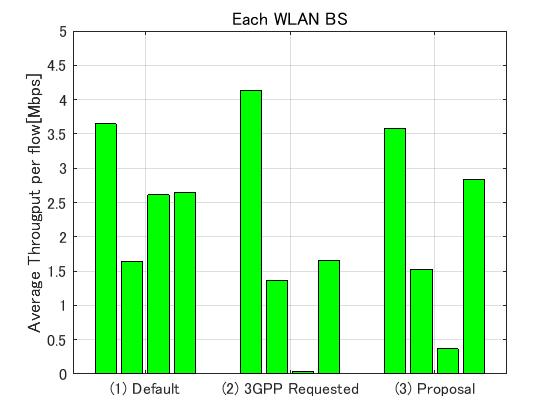 Each WLAN BS
Average Througput per flow[Mbps]
5
4.5
4
3.5
3
2.5
2
1.5
1
0.5
0
(1) Default
(2) 3GPP Requested
(3) Proposal